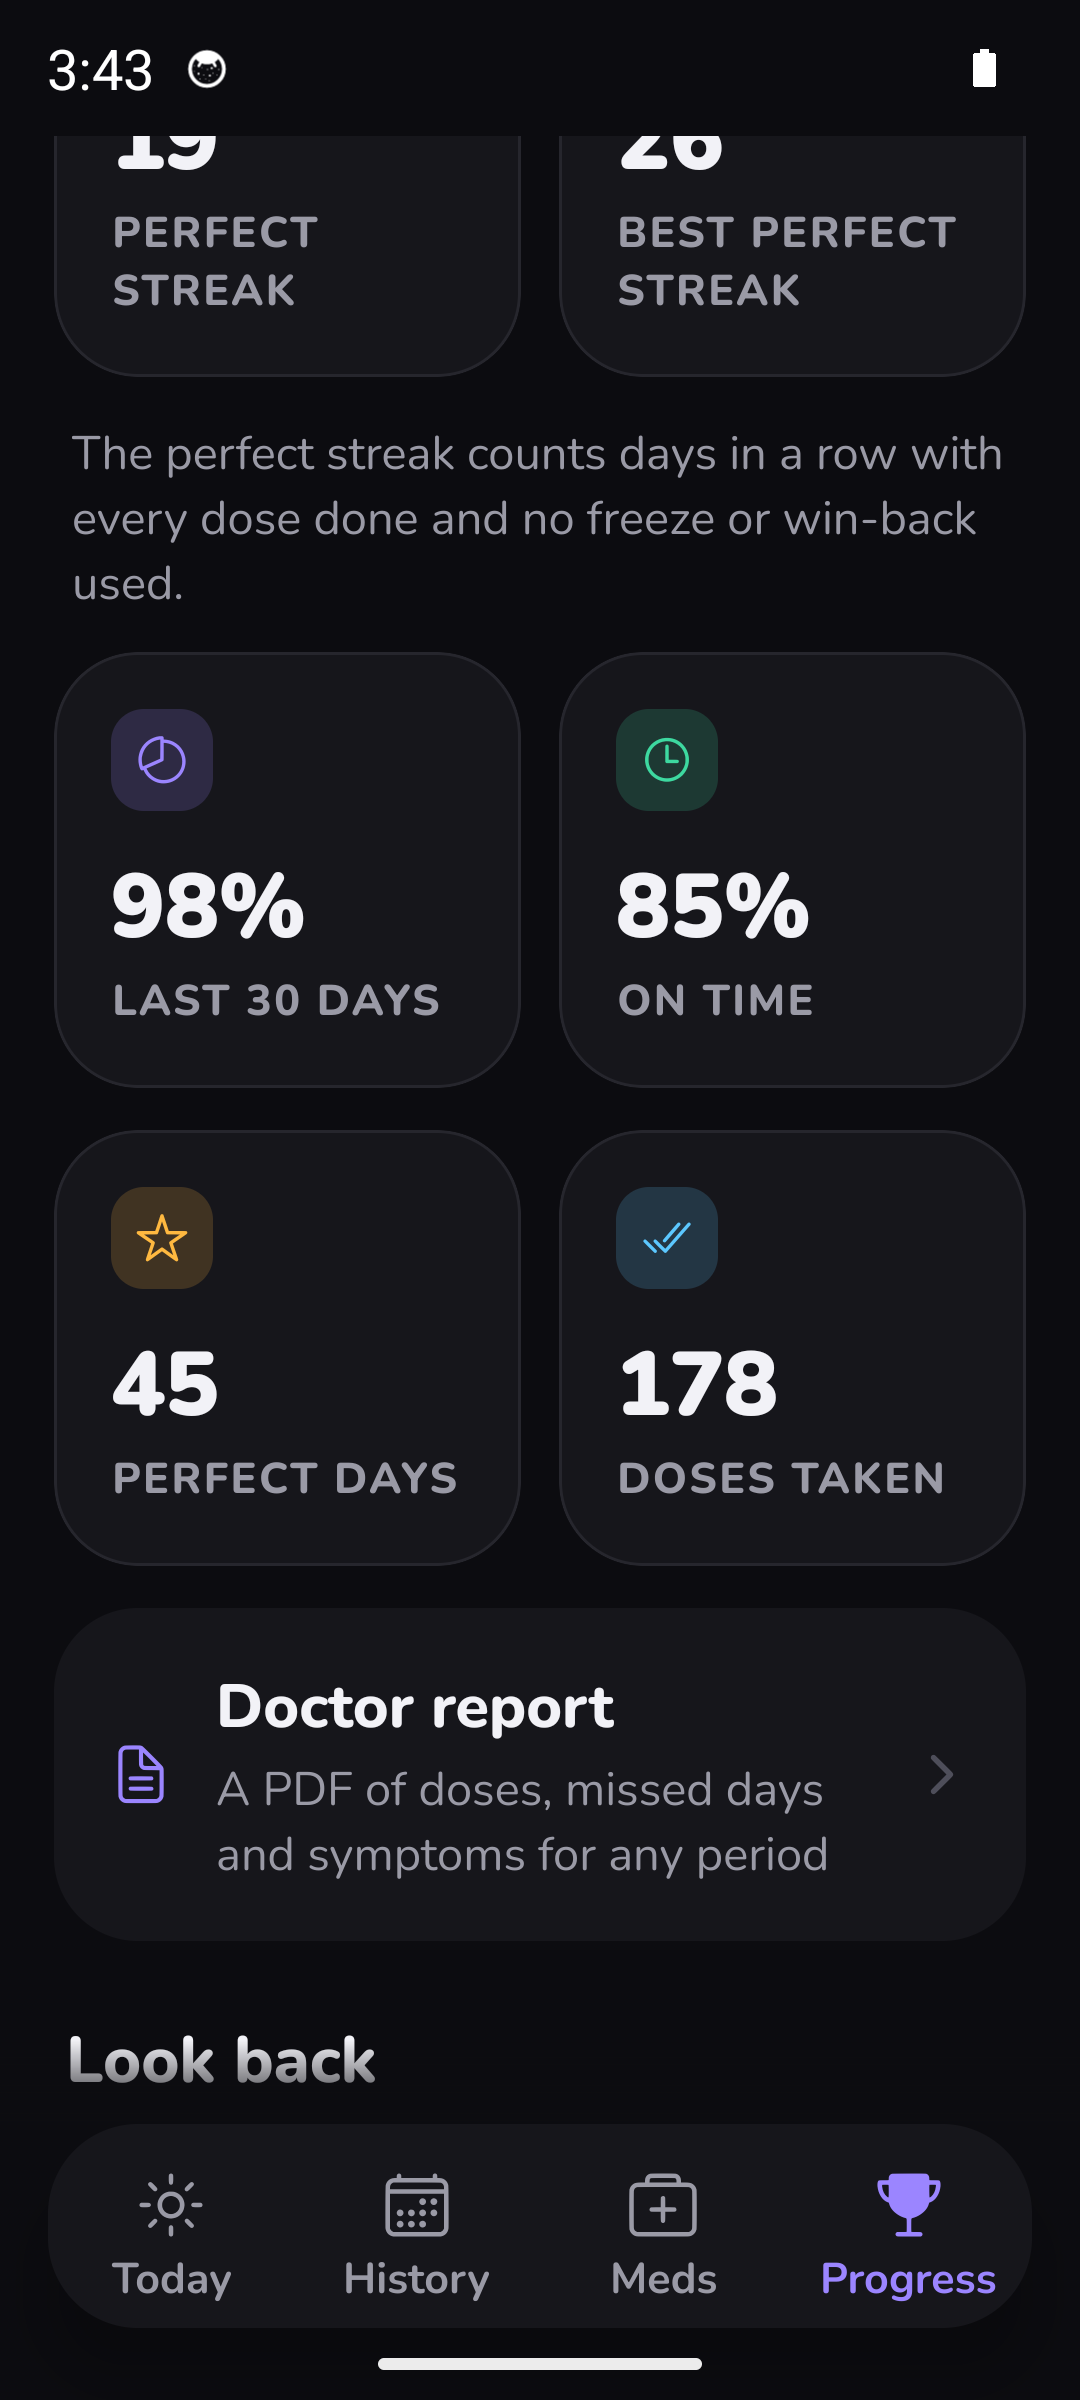 3:43
19
26
PERFECT
STREAK
BEST PERFECT
STREAK
The perfect streak counts days in a row with
every dose done and no freeze or win-back
used.
98%
LAST 30 DAYS
85%
ON TIME
45
PERFECT DAYS
178
DOSES TAKEN
Doctor report
A PDF of doses, missed days
and symptoms for any period
Look back
Today
History
Meds
Progress